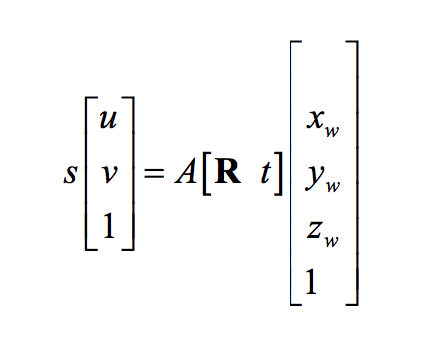 s[u v 1] = A[R t][x_w y_w z_w 1]